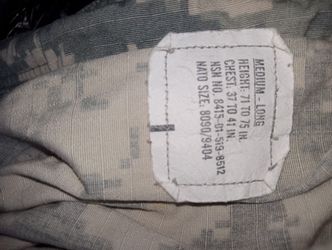 MEDIUM - LONG
HEIGHT: 71 TO 75 IN.
CHEST: 37 TO 41 IN.
NSN NO. 8415-01-519-8512
NATO SIZE: 8090/9404